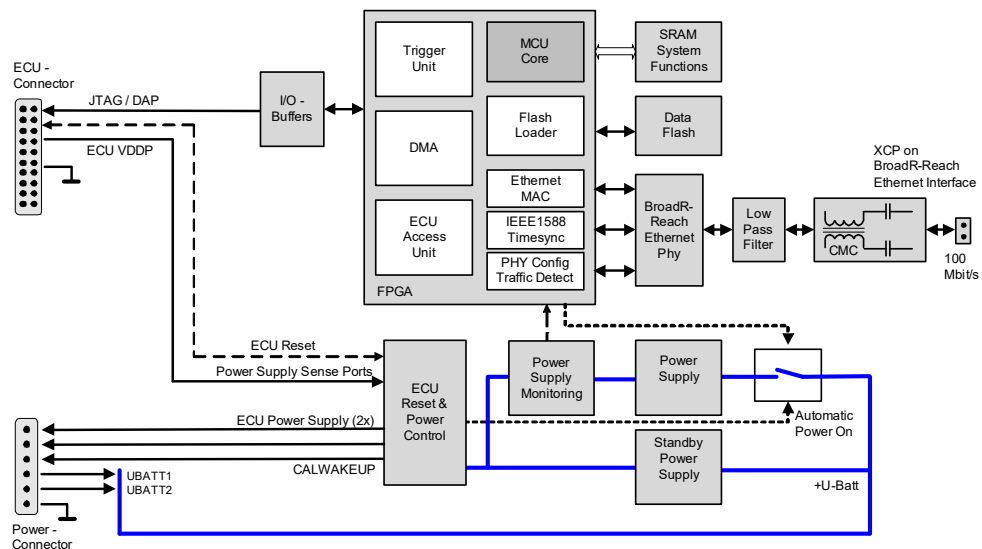 ECU -
Connector
JTAG / DAP
ECU VDDP
I/O -
Buffers
Trigger
Unit
DMA
ECU
Access
Unit
FPGA
MCU
Core
Flash
Loader
Ethernet
MAC
IEEE1588
Timesync
PHY Config
Traffic Detect
SRAM
System
Functions
Data
Flash
BroadR-
Reach
Ethernet
Phy
Low
Pass
Filter
XCP on
BroadR-Reach
Ethernet Interface
CMC
100
Mbit/s
ECU Reset
Power Supply Sense Ports
ECU Power Supply (2x)
CALWAKEUP
UBATT1
UBATT2
Power -
Connector
ECU
Reset &
Power
Control
Power
Supply
Monitoring
Power
Supply
Standby
Power
Supply
Automatic
Power On
+U-Batt